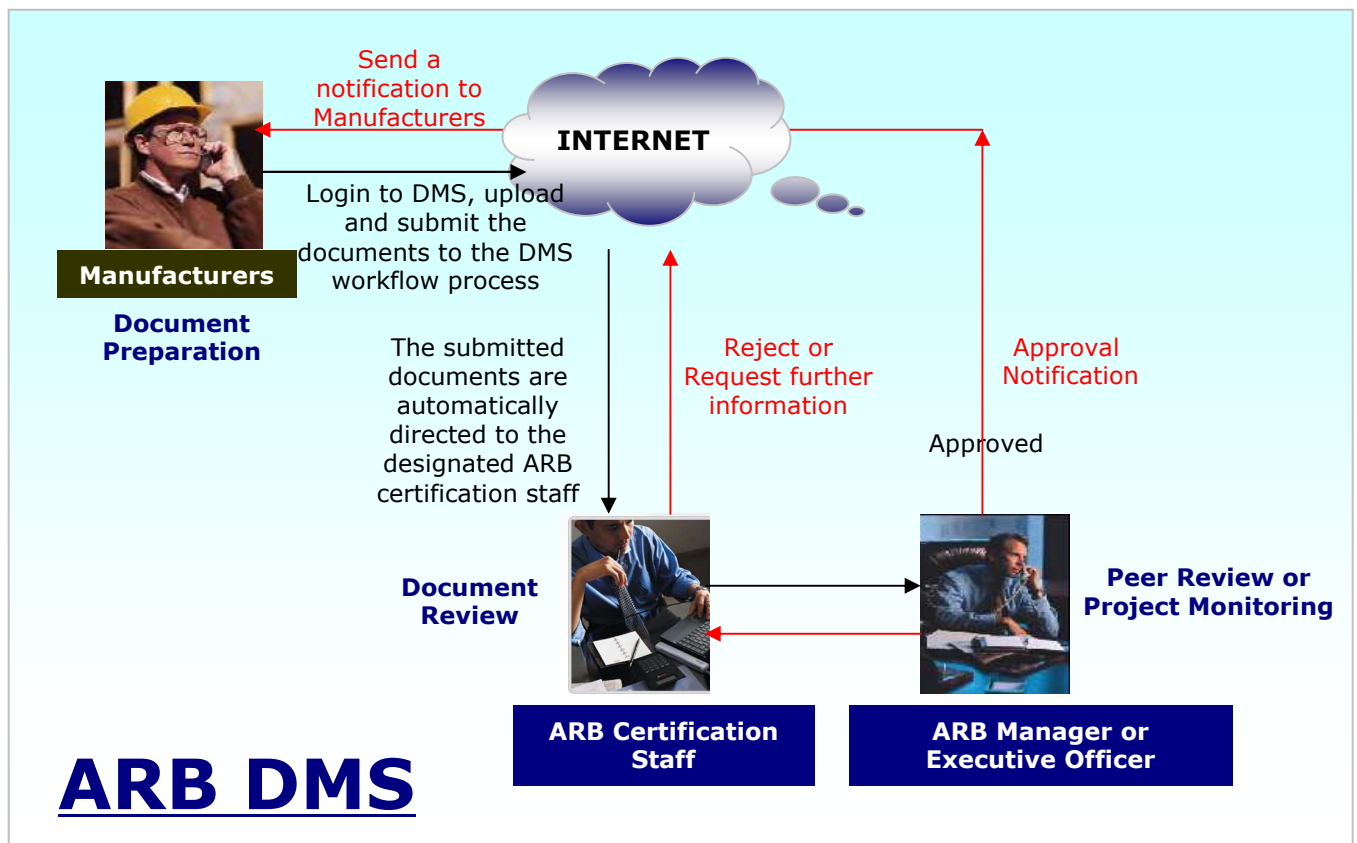 Send a
notification to
Manufacturers
INTERNET
Login to DMS, upload
and submit the
documents to the DMS
workflow process
Manufacturers
Document
Preparation
The submitted
documents are
automatically
directed to the
designated ARB
certification staff
Reject or
Request further
information
Approval
Notification
Approved
Document
Review
Peer Review or
Project Monitoring
ARB Certification
Staff
ARB Manager or
Executive Officer
ARB DMS